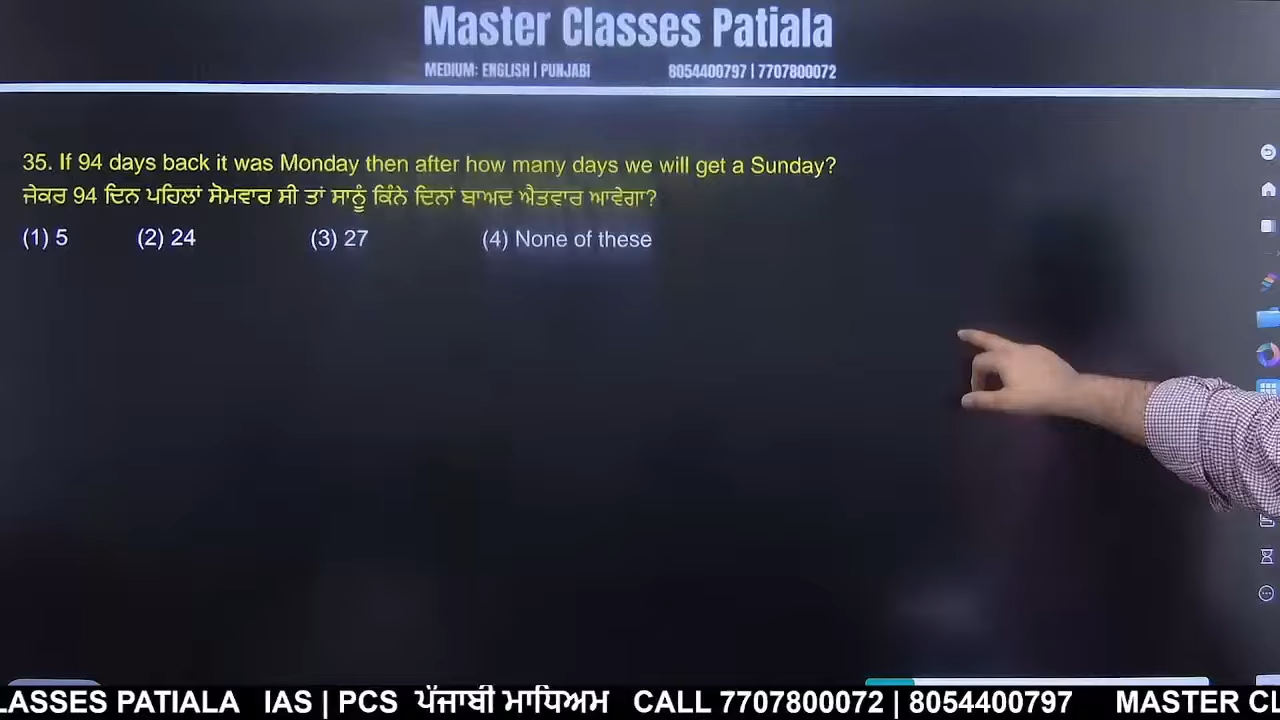 Master Classes Patiala
MEDIUM: ENGLISH | PUNJABI 8054400797 | 7707800072
35. If 94 days back it was Monday then after how many days we will get a Sunday?
ਜੇਕਰ 94 ਦਿਨ ਪਹਿਲਾਂ ਸੋਮਵਾਰ ਸੀ ਤਾਂ ਸਾਨੂੰ ਕਿੰਨੇ ਦਿਨਾਂ ਬਾਅਦ ਐਤਵਾਰ ਆਵੇਗਾ?
(1) 5 (2) 24 (3) 27 (4) None of these
LASSES PATIALA IAS | PCS ਪੰਜਾਬੀ ਮਾਧਿਅਮ CALL 7707800072 | 8054400797 MASTER CL